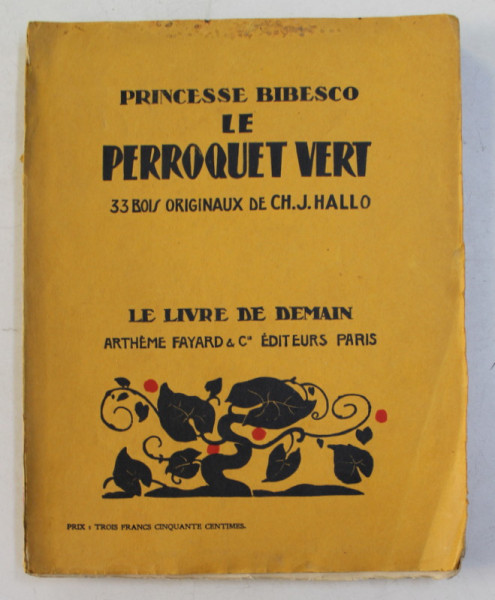 PRINCESSE BIBESCO
LE
PERROQUET VERT
33 BOIS ORIGINAUX DE CH.J.HALLO
LE LIVRE DE DEMAIN
ARTHÈME FAYARD & Cie ÉDITEURS PARIS
PRIX : TROIS FRANCS CINQUANTE CENTIMES.